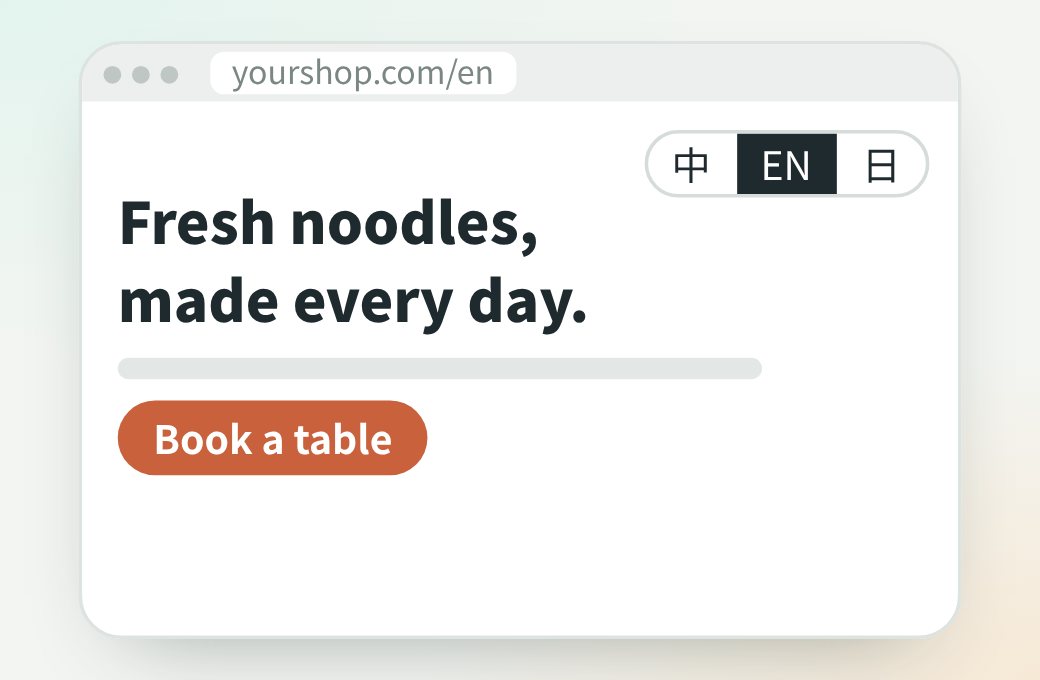 yourshop.com/en
中 EN 日
Fresh noodles,
made every day.
Book a table